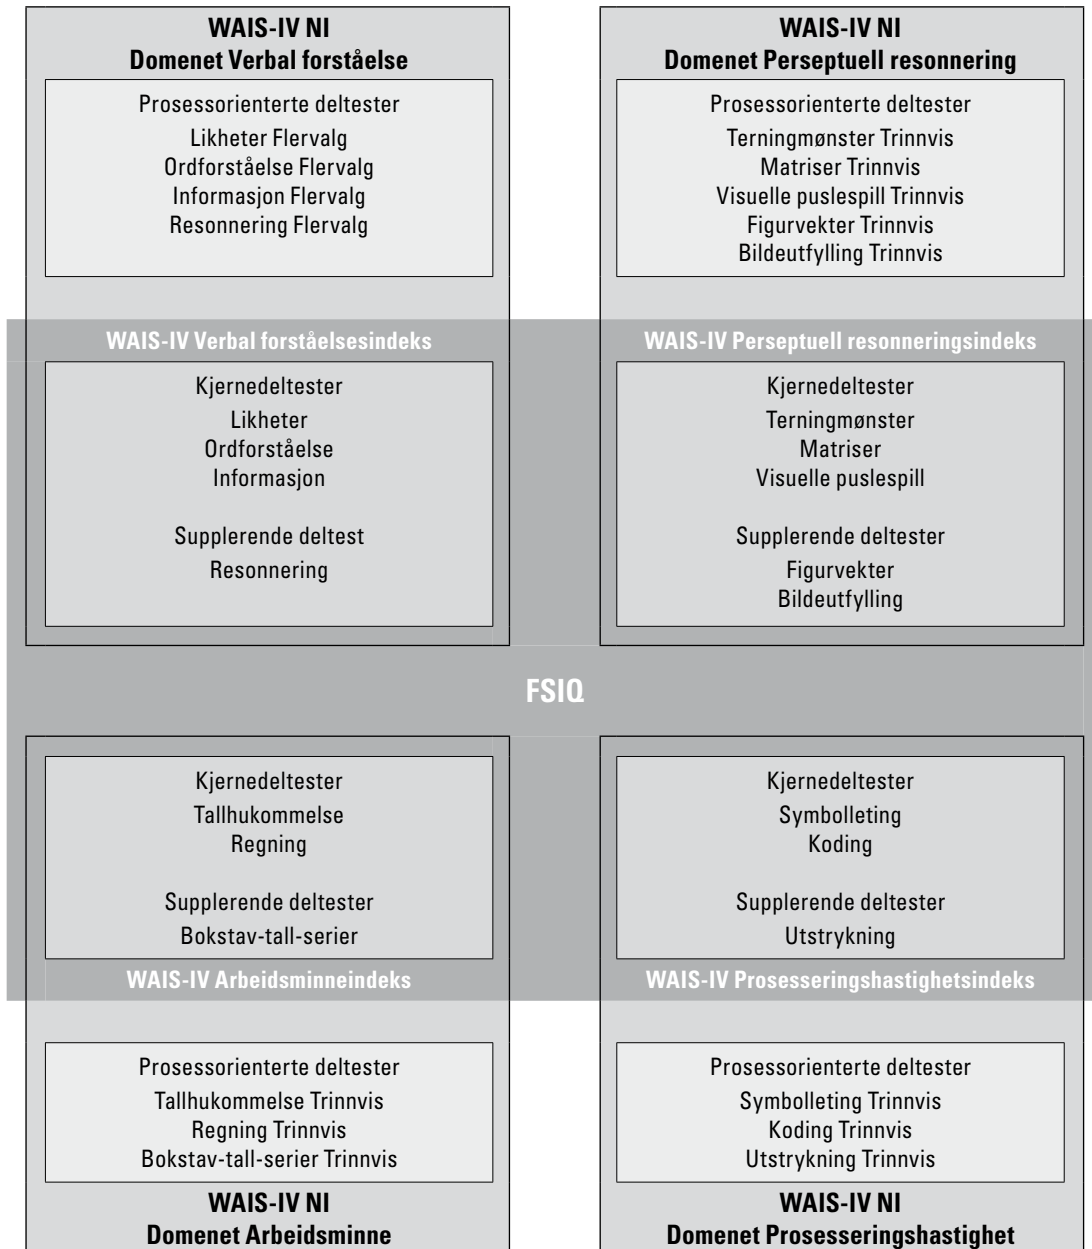 WAIS-IV NI
Domenet Verbal forståelse
Prosessorienterte deltester
Likheter Flervalg
Ordforståelse Flervalg
Informasjon Flervalg
Resonnering Flervalg
WAIS-IV Verbal forståelsesindeks
Kjernedeltester
Likheter
Ordforståelse
Informasjon
Supplerende deltest
Resonnering
WAIS-IV NI
Domenet Perseptuell resonnering
Prosessorienterte deltester
Terningmønster Trinnvis
Matriser Trinnvis
Visuelle puslespill Trinnvis
Figurvekter Trinnvis
Bildeutfylling Trinnvis
WAIS-IV Perseptuell resonneringsindeks
Kjernedeltester
Terningmønster
Matriser
Visuelle puslespill
Supplerende deltester
Figurvekter
Bildeutfylling
FSIQ
Kjernedeltester
Tallhukommelse
Regning
Supplerende deltester
Bokstav-tall-serier
WAIS-IV Arbeidsminneindeks
Prosessorienterte deltester
Tallhukommelse Trinnvis
Regning Trinnvis
Bokstav-tall-serier Trinnvis
WAIS-IV NI
Domenet Arbeidsminne
Kjernedeltester
Symbolleting
Koding
Supplerende deltester
Utstrykning
WAIS-IV Prosesseringshastighetsindeks
Prosessorienterte deltester
Symbolleting Trinnvis
Koding Trinnvis
Utstrykning Trinnvis
WAIS-IV NI
Domenet Prosesseringshastighet